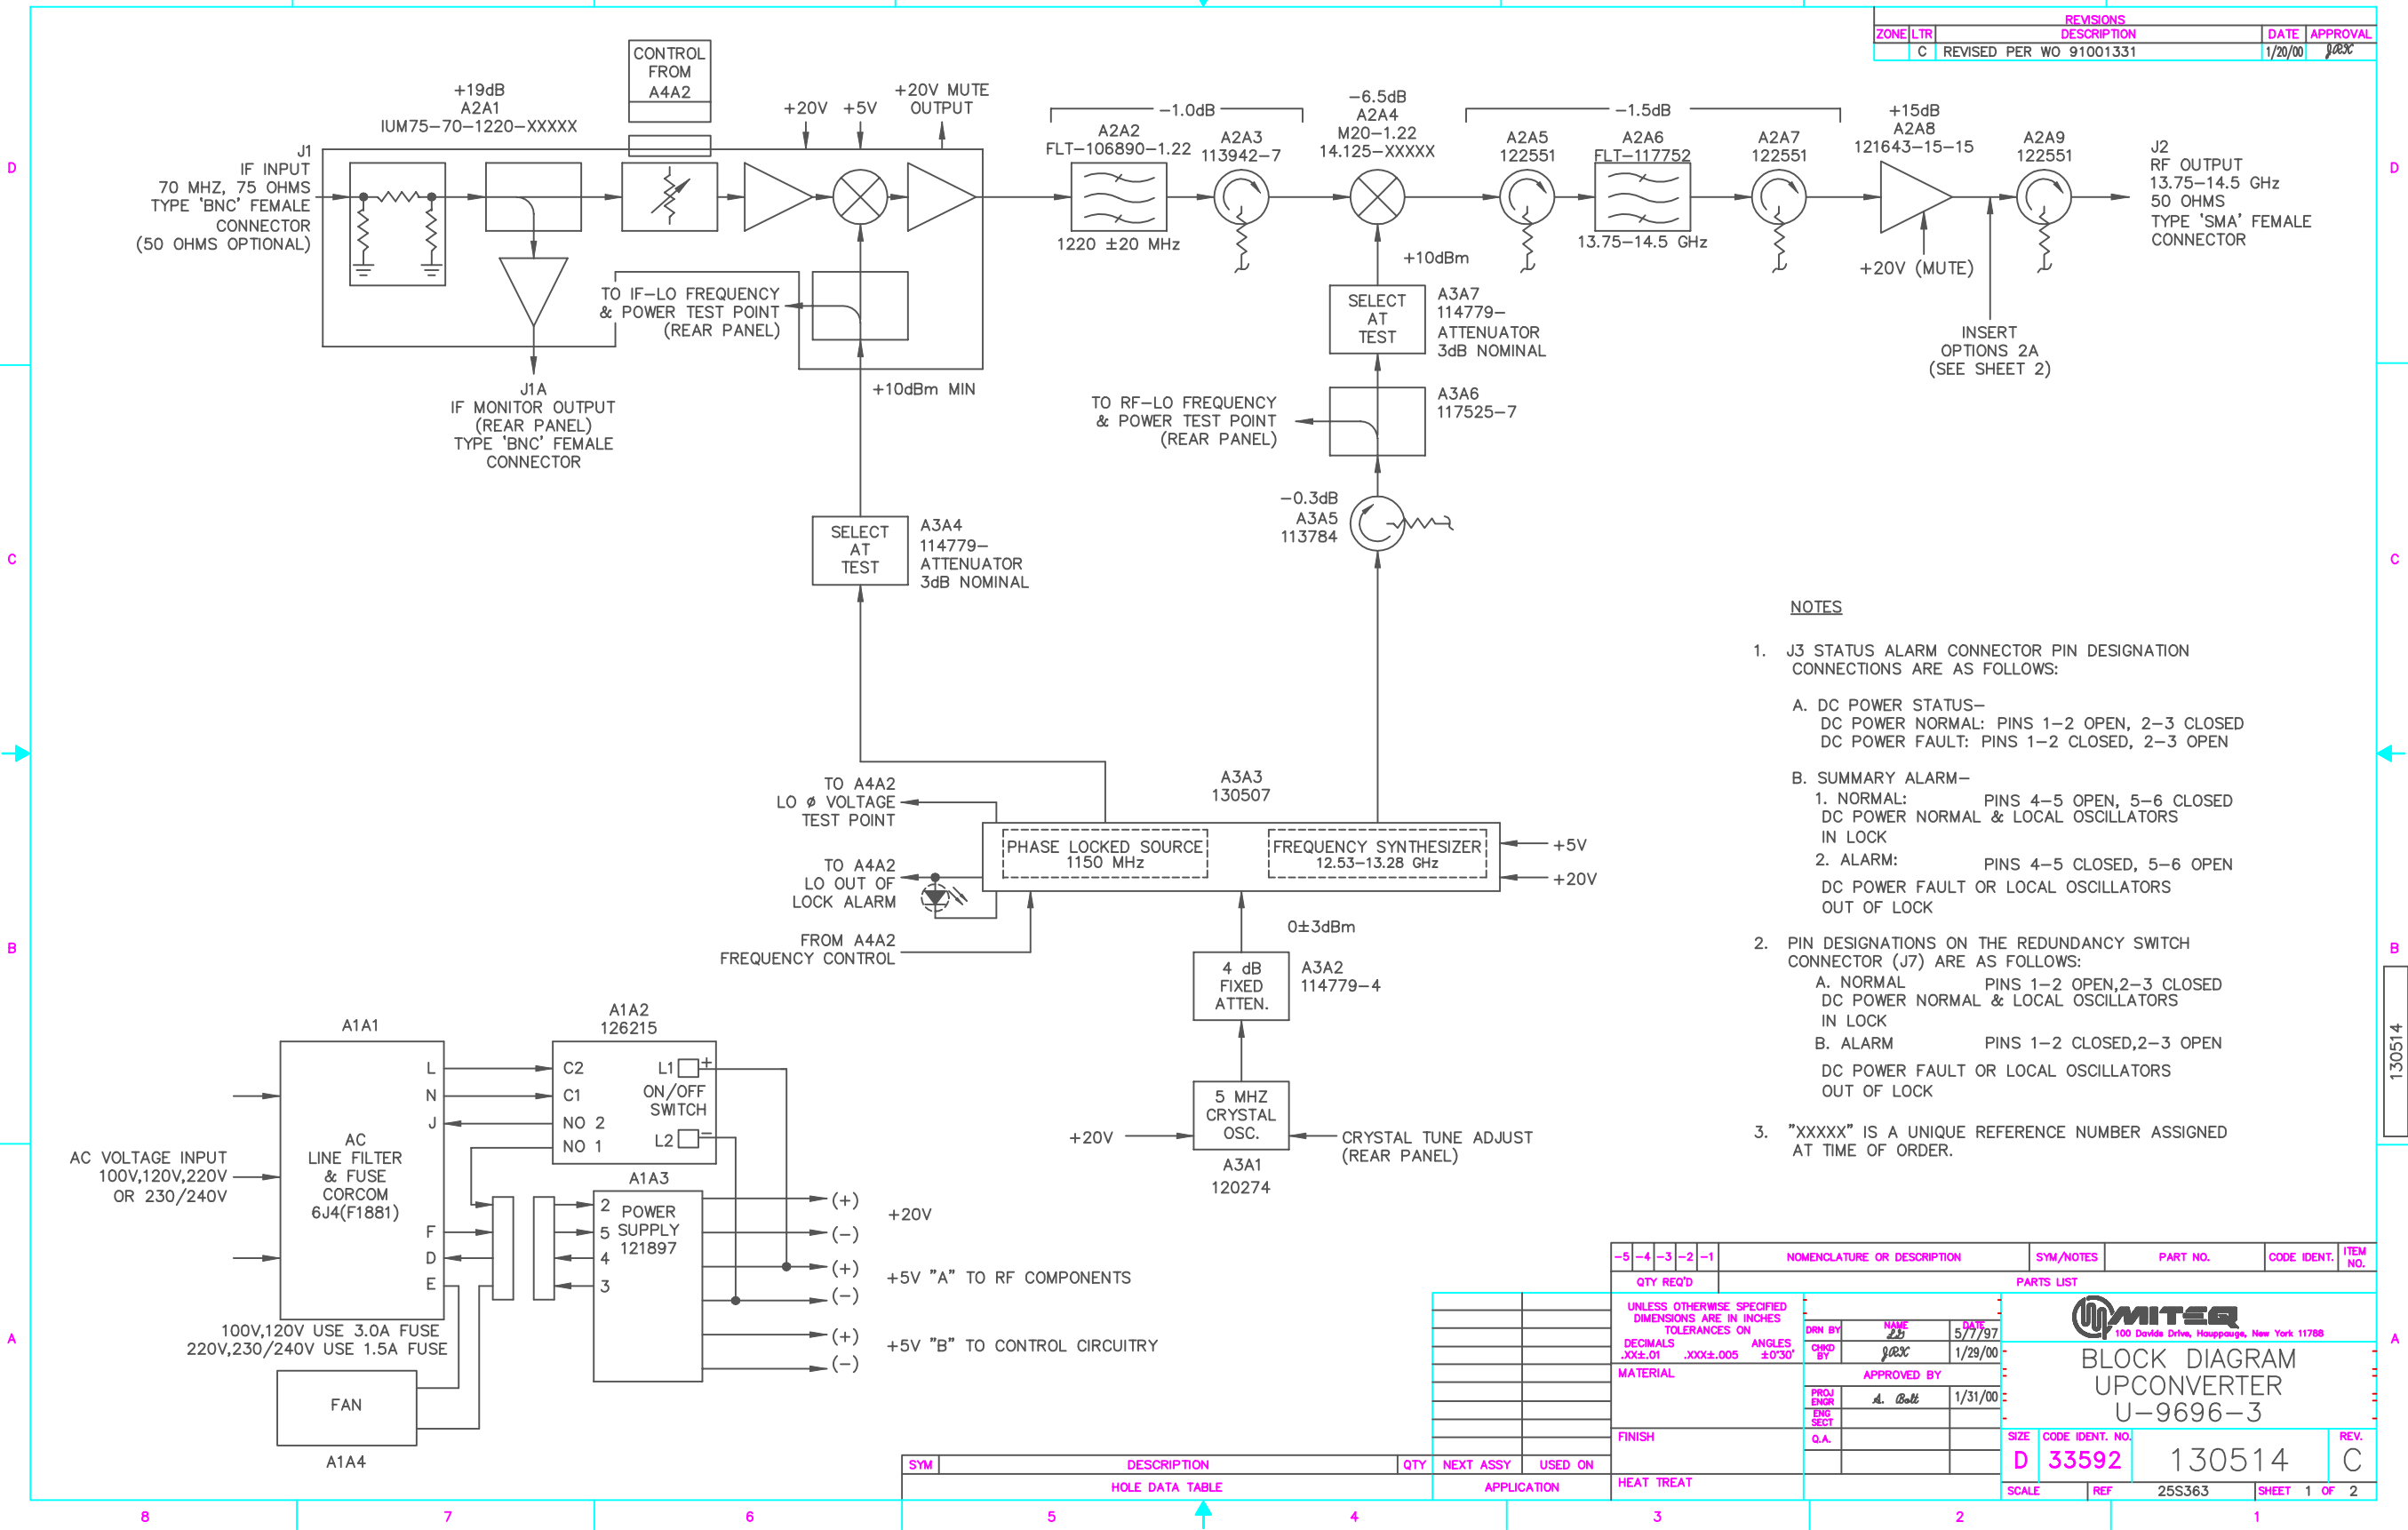 REVISIONS
ZONE LTR DESCRIPTION DATE APPROVAL
C REVISED PER WO 91001331 1/20/00
CONTROL
FROM
A4A2
+19dB
A2A1
IUM75-70-1220-XXXXX
+20V +5V
+20V MUTE
OUTPUT
J1
IF INPUT
70 MHZ, 75 OHMS
TYPE 'BNC' FEMALE
CONNECTOR
(50 OHMS OPTIONAL)
-1.0dB
A2A2
FLT-106890-1.22
1220 ±20 MHz
A2A3
113942-7
-6.5dB
A2A4
M20-1.22
14.125-XXXXX
-1.5dB
A2A5
122551
A2A6
FLT-117752
13.75-14.5 GHz
A2A7
122551
+15dB
A2A8
121643-15-15
A2A9
122551
J2
RF OUTPUT
13.75-14.5 GHz
50 OHMS
TYPE 'SMA' FEMALE
CONNECTOR
+20V (MUTE)
INSERT
OPTIONS 2A
(SEE SHEET 2)
TO IF-LO FREQUENCY
& POWER TEST POINT
(REAR PANEL)
+10dBm MIN
J1A
IF MONITOR OUTPUT
(REAR PANEL)
TYPE 'BNC' FEMALE
CONNECTOR
+10dBm
SELECT
AT
TEST
A3A7
114779-
ATTENUATOR
3dB NOMINAL
TO RF-LO FREQUENCY
& POWER TEST POINT
(REAR PANEL)
A3A6
117525-7
-0.3dB
A3A5
113784
SELECT
AT
TEST
A3A4
114779-
ATTENUATOR
3dB NOMINAL
TO A4A2
LO ø VOLTAGE
TEST POINT
A3A3
130507
PHASE LOCKED SOURCE
1150 MHz
FREQUENCY SYNTHESIZER
12.53-13.28 GHz
+5V
+20V
TO A4A2
LO OUT OF
LOCK ALARM
FROM A4A2
FREQUENCY CONTROL
0±3dBm
4 dB
FIXED
ATTEN.
A3A2
114779-4
5 MHZ
CRYSTAL
OSC.
+20V
CRYSTAL TUNE ADJUST
(REAR PANEL)
A3A1
120274
NOTES
1. J3 STATUS ALARM CONNECTOR PIN DESIGNATION
CONNECTIONS ARE AS FOLLOWS:
A. DC POWER STATUS-
DC POWER NORMAL: PINS 1-2 OPEN, 2-3 CLOSED
DC POWER FAULT: PINS 1-2 CLOSED, 2-3 OPEN
B. SUMMARY ALARM-
1. NORMAL: PINS 4-5 OPEN, 5-6 CLOSED
DC POWER NORMAL & LOCAL OSCILLATORS
IN LOCK
2. ALARM: PINS 4-5 CLOSED, 5-6 OPEN
DC POWER FAULT OR LOCAL OSCILLATORS
OUT OF LOCK
2. PIN DESIGNATIONS ON THE REDUNDANCY SWITCH
CONNECTOR (J7) ARE AS FOLLOWS:
A. NORMAL PINS 1-2 OPEN,2-3 CLOSED
DC POWER NORMAL & LOCAL OSCILLATORS
IN LOCK
B. ALARM PINS 1-2 CLOSED,2-3 OPEN
DC POWER FAULT OR LOCAL OSCILLATORS
OUT OF LOCK
3. "XXXXX" IS A UNIQUE REFERENCE NUMBER ASSIGNED
AT TIME OF ORDER.
A1A1
AC VOLTAGE INPUT
100V,120V,220V
OR 230/240V
AC
LINE FILTER
& FUSE
CORCOM
6J4(F1881)
L
N
J
F
D
E
100V,120V USE 3.0A FUSE
220V,230/240V USE 1.5A FUSE
FAN
A1A4
A1A2
126215
C2
C1
NO 2
NO 1
L1 +
ON/OFF
SWITCH
L2 -
A1A3
2
5
4
3
POWER
SUPPLY
121897
(+)
+20V
(-)
(+)
+5V "A" TO RF COMPONENTS
(-)
(+)
+5V "B" TO CONTROL CIRCUITRY
(-)
-5 -4 -3 -2 -1 NOMENCLATURE OR DESCRIPTION SYM/NOTES PART NO. CODE IDENT. ITEM NO.
QTY REQ'D PARTS LIST
UNLESS OTHERWISE SPECIFIED
DIMENSIONS ARE IN INCHES
TOLERANCES ON
DECIMALS ANGLES
.XX±.01 .XXX±.005 ±0°30'
MATERIAL
FINISH
HEAT TREAT
NAME DATE
DRN BY 5/7/97
CHKD BY 1/29/00
APPROVED BY
PROJ ENGR 1/31/00
ENG SECT
Q.A.
MITEQ
100 Davids Drive, Hauppauge, New York 11788
BLOCK DIAGRAM
UPCONVERTER
U-9696-3
SIZE CODE IDENT. NO. REV.
D 33592 130514 C
SCALE REF 25S363 SHEET 1 OF 2
SYM DESCRIPTION QTY NEXT ASSY USED ON
HOLE DATA TABLE APPLICATION
130514
D D
C C
B B
A A
8 7 6 5 4 3 2 1